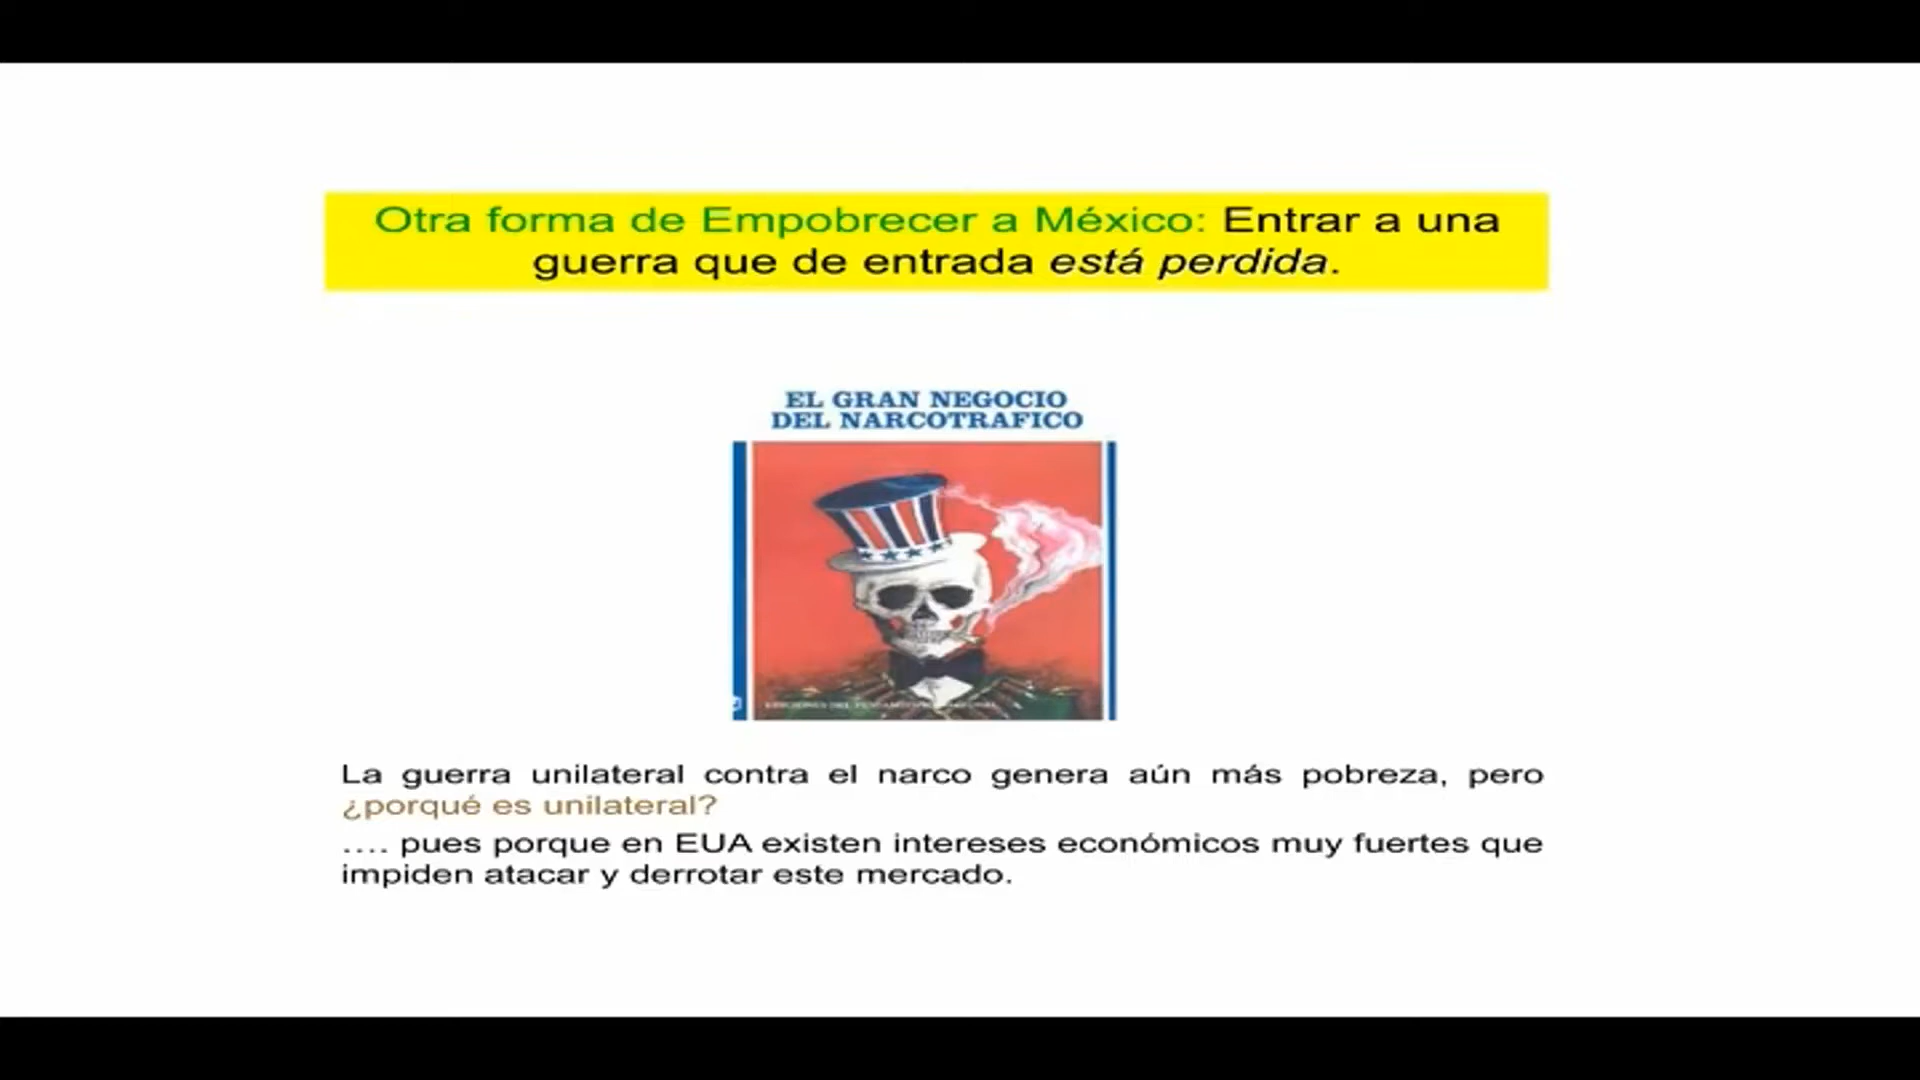 Otra forma de Empobrecer a México: Entrar a una
guerra que de entrada está perdida.
EL GRAN NEGOCIO
DEL NARCOTRAFICO
EDICIONES DEL
La guerra unilateral contra el narco genera aún más pobreza, pero
¿porqué es unilateral?
.... pues porque en EUA existen intereses económicos muy fuertes que
impiden atacar y derrotar este mercado.